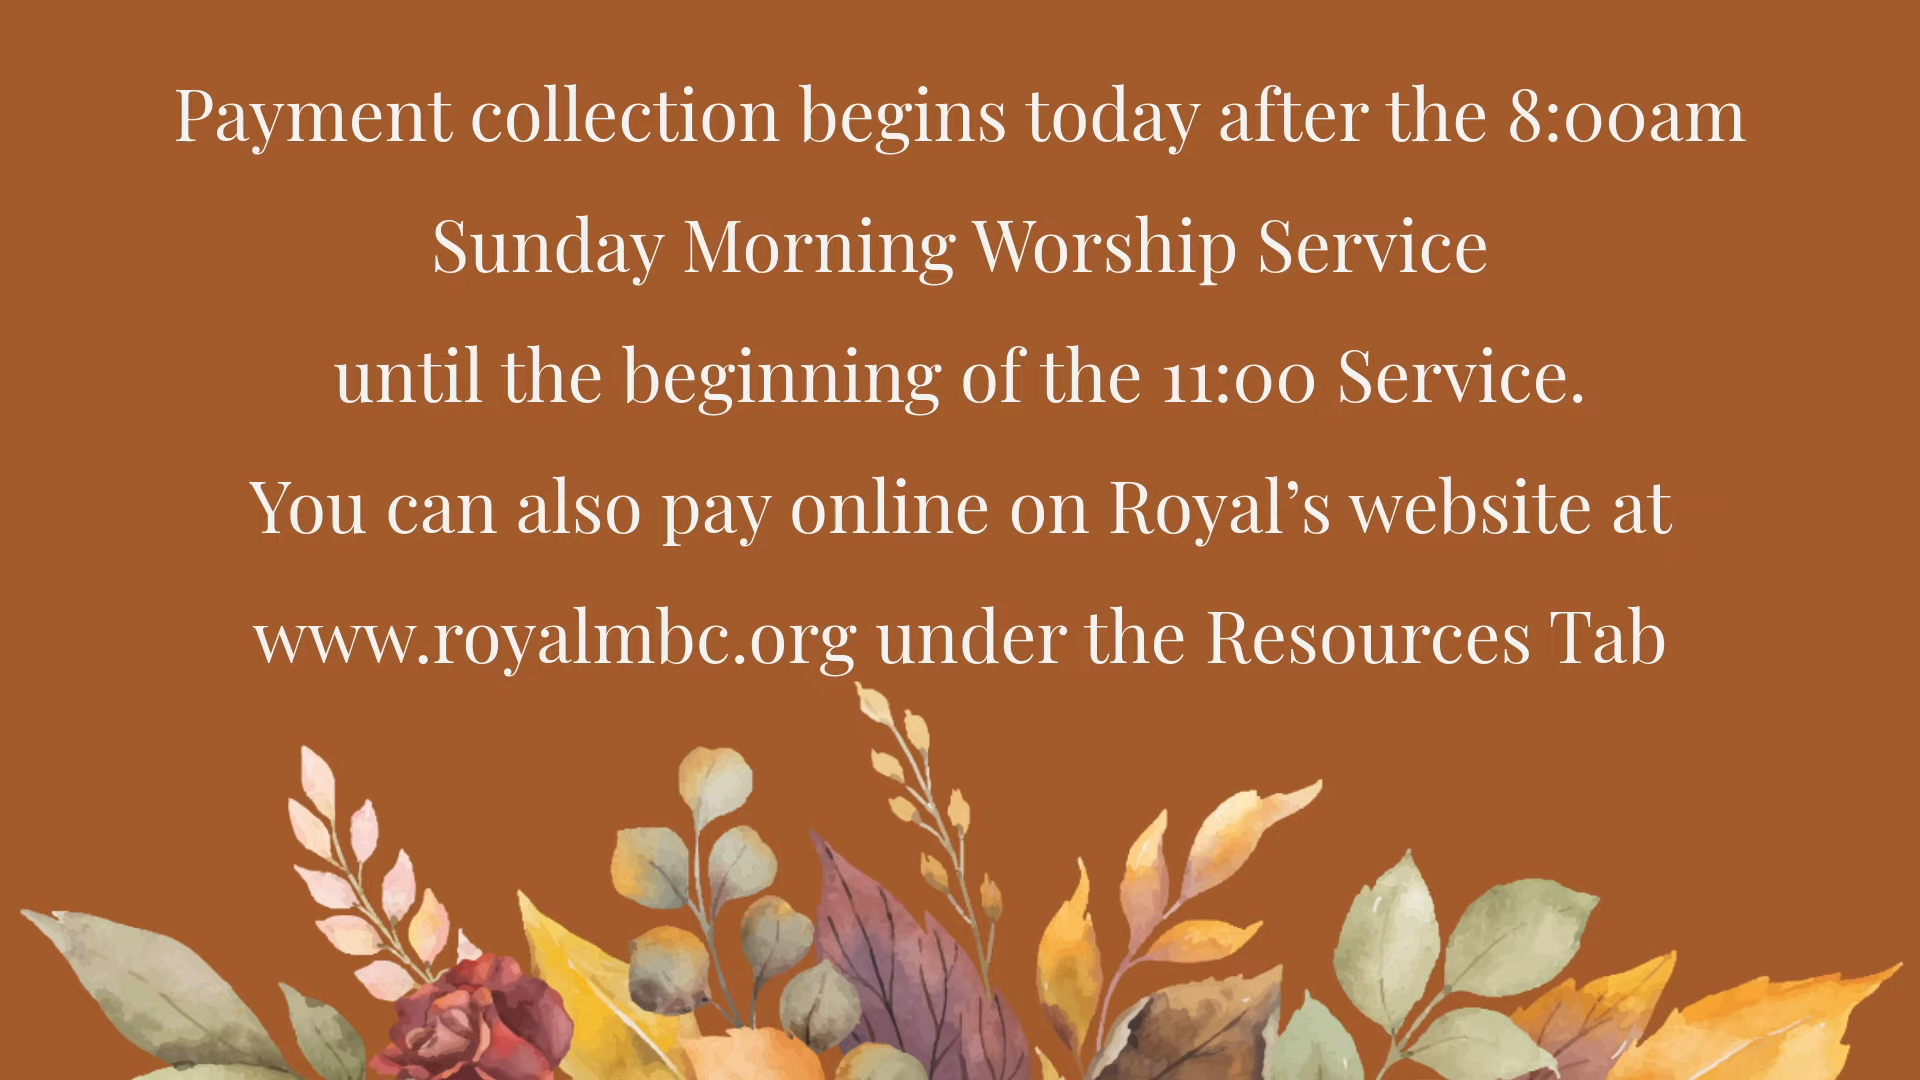 Payment collection begins today after the 8:00am
Sunday Morning Worship Service
until the beginning of the 11:00 Service.
You can also pay online on Royal’s website at
www.royalmbc.org under the Resources Tab